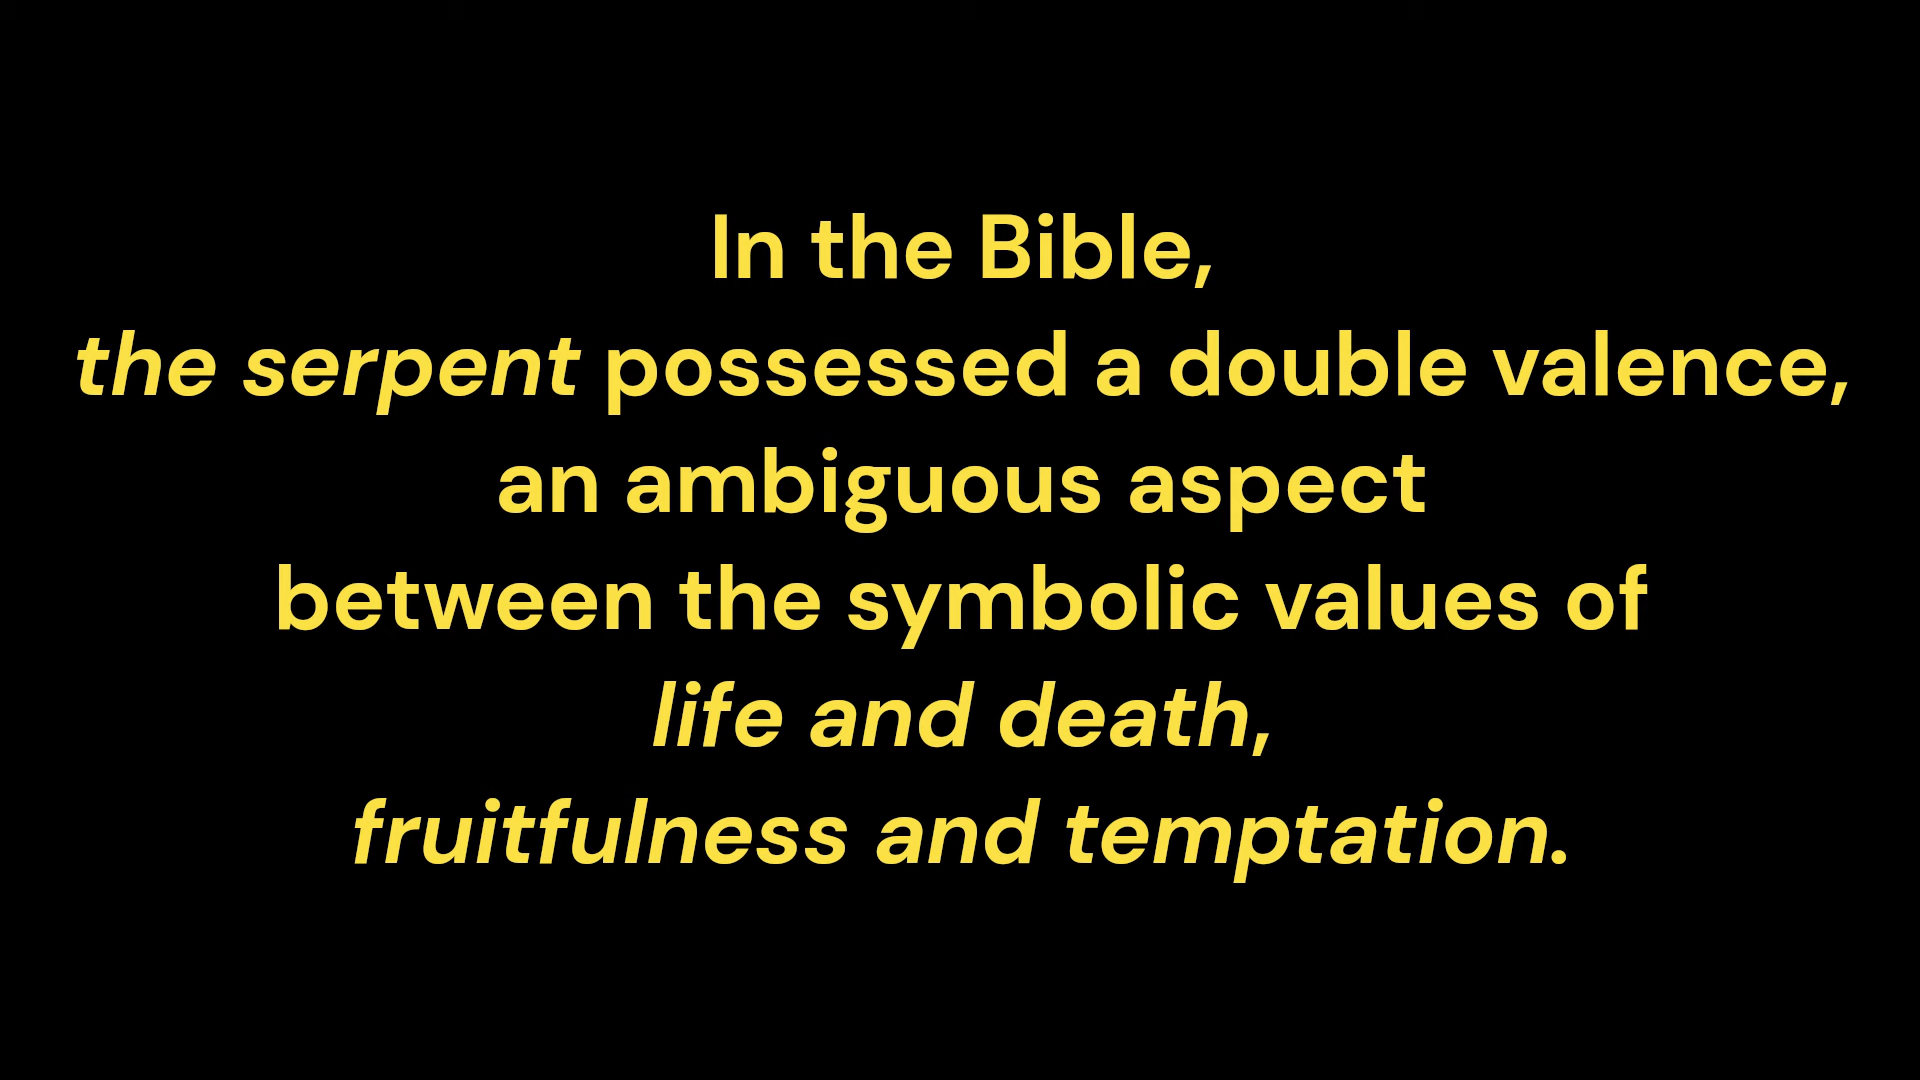 In the Bible,
the serpent possessed a double valence,
an ambiguous aspect
between the symbolic values of
life and death,
fruitfulness and temptation.